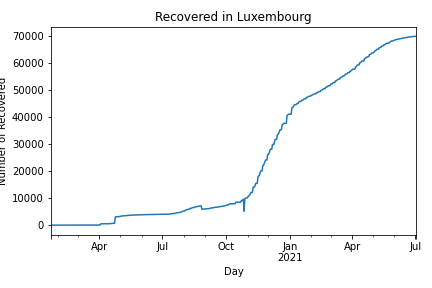 Recovered in Luxembourg
Number of Recovered
70000
60000
50000
40000
30000
20000
10000
0
Apr Jul Oct Jan Apr Jul
2021
Day